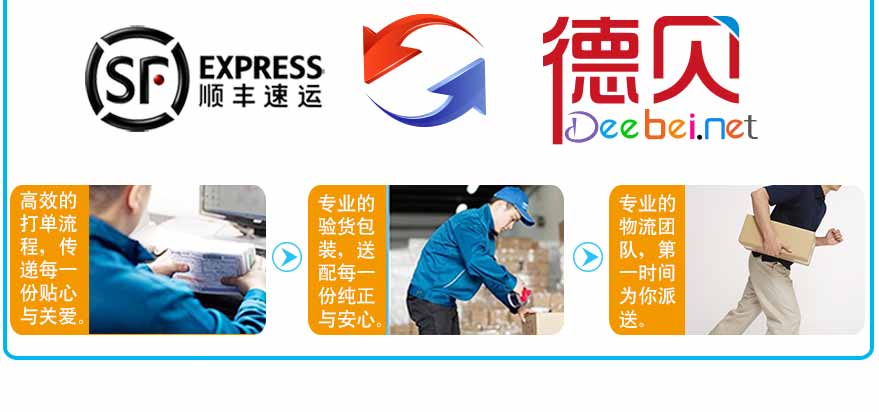 SF
EXPRESS
顺丰速运
德贝
Deebei.net
高效的
打单流
程，传
递每一
份贴心
与关爱。
专业的
验货包
装，送
配每一
份纯正
与安心。
专业的
物流团
队，第
一时间
为你派
送。